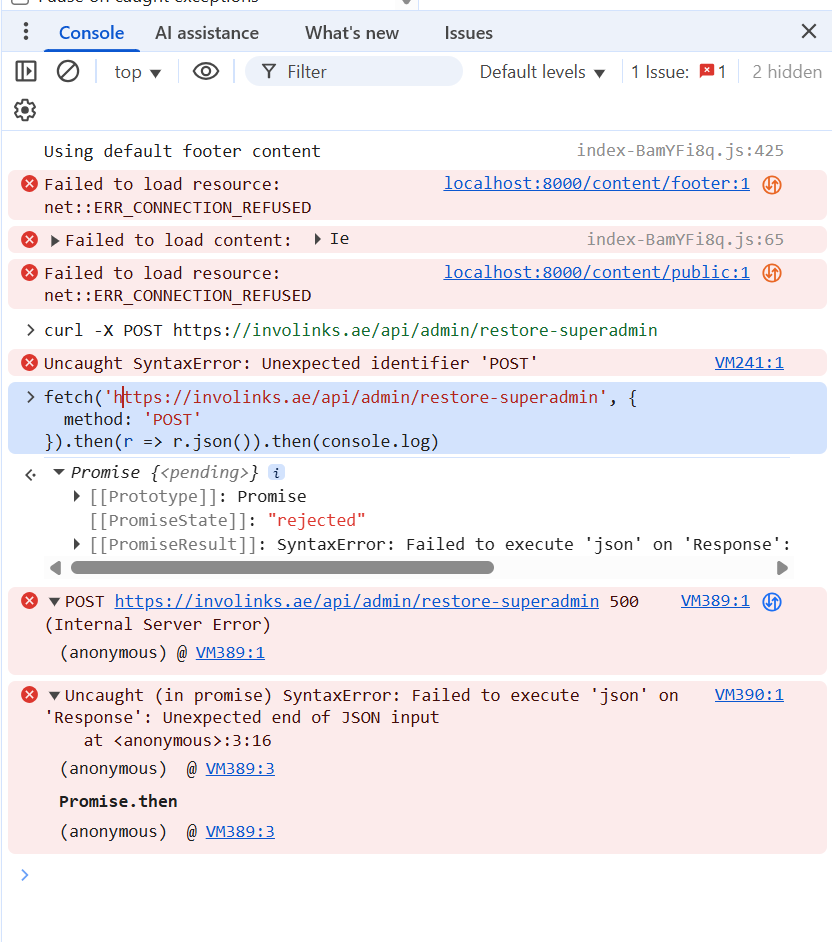 Pause on caught exceptions
Console AI assistance What's new Issues
top Filter Default levels 1 Issue: 1 2 hidden
Using default footer content index-BamYFi8q.js:425
Failed to load resource: localhost:8000/content/footer:1
net::ERR_CONNECTION_REFUSED
Failed to load content: Ie index-BamYFi8q.js:65
Failed to load resource: localhost:8000/content/public:1
net::ERR_CONNECTION_REFUSED
> curl -X POST https://involinks.ae/api/admin/restore-superadmin
Uncaught SyntaxError: Unexpected identifier 'POST' VM241:1
> fetch('https://involinks.ae/api/admin/restore-superadmin', {
method: 'POST'
}).then(r => r.json()).then(console.log)
Promise {<pending>} i
[[Prototype]]: Promise
[[PromiseState]]: "rejected"
[[PromiseResult]]: SyntaxError: Failed to execute 'json' on 'Response':
POST https://involinks.ae/api/admin/restore-superadmin 500 VM389:1
(Internal Server Error)
(anonymous) @ VM389:1
Uncaught (in promise) SyntaxError: Failed to execute 'json' on VM390:1
'Response': Unexpected end of JSON input
at <anonymous>:3:16
(anonymous) @ VM389:3
Promise.then
(anonymous) @ VM389:3
>